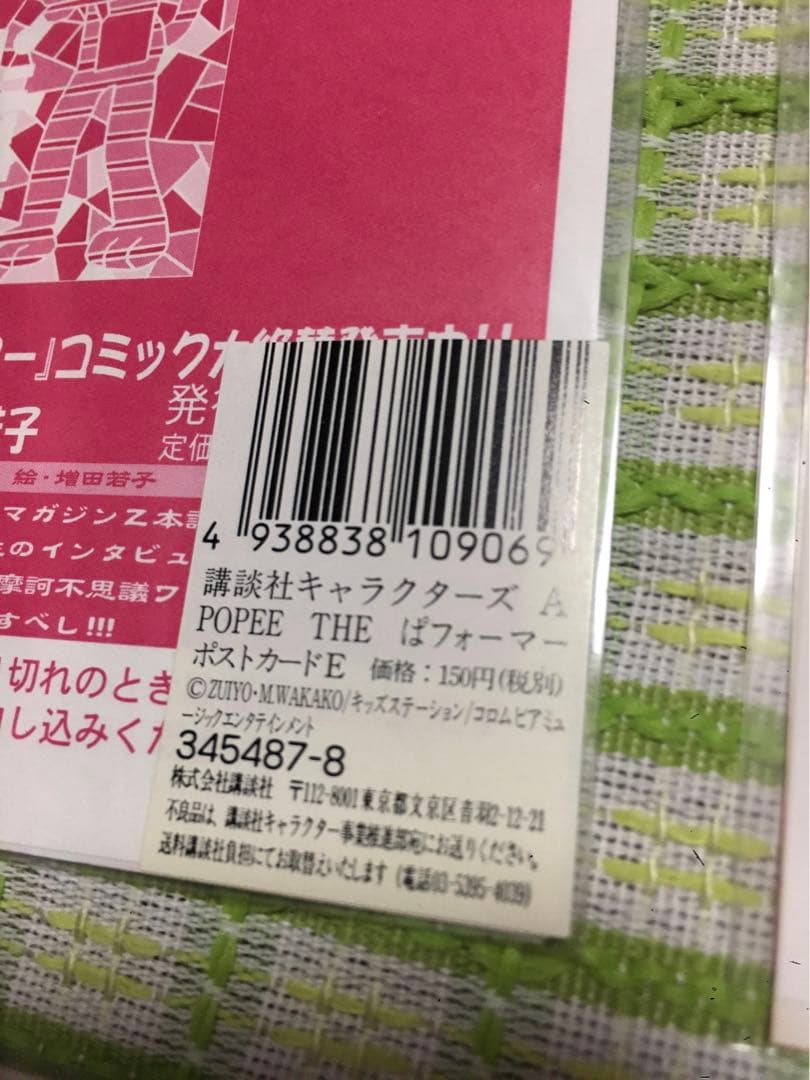 ー』コミック大絶賛発売中!!
子
発
定価
絵・増田若子
マガジンZ本
のインタビュ
摩訶不思議ワ
すべし!!!
切れのとき
し込みくだ
4 938838 109069
講談社キャラクターズ A
POPEE THE ぱフォーマー
ポストカードE 価格:150円(税別)
©ZUIYO・M.WAKAKO/キッズステーション/コロムビアミュ
ージックエンタテインメント
345487-8
株式会社講談社 〒112-8001東京都文京区音羽2-12-21
不良品は、講談社キャラクター事業推進部宛にお送りください。
送料講談社負担にてお取替えいたします(電話03-5395-4039)